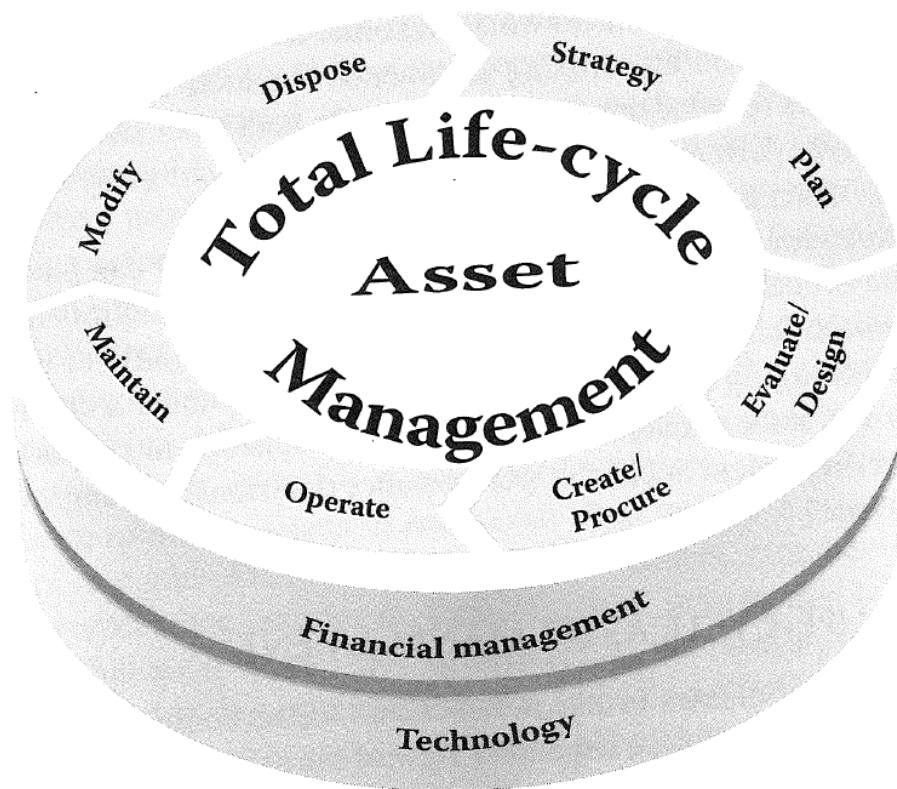 Total Life-cycle
Asset
Management
Strategy
Plan
Evaluate/
Design
Create/
Procure
Operate
Maintain
Modify
Dispose
Financial management
Technology